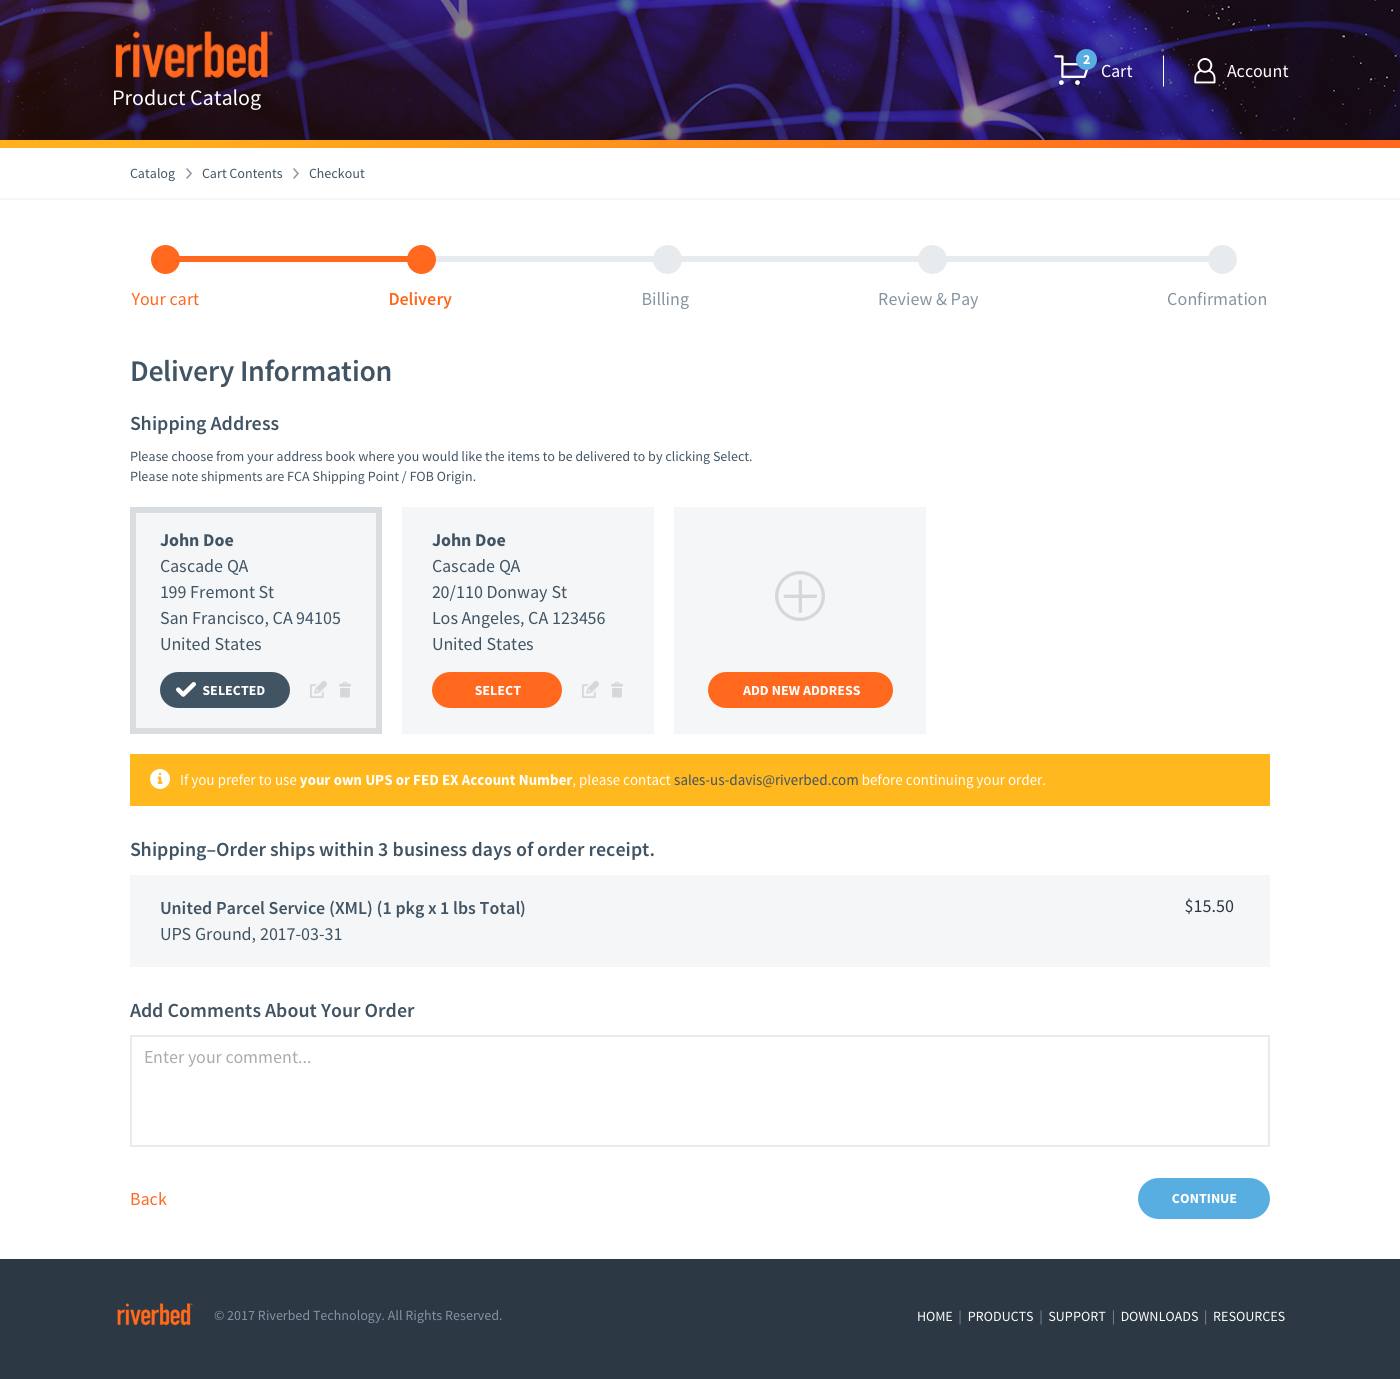 riverbed
Product Catalog
2
Cart
Account
Catalog
Cart Contents
Checkout
Your cart
Delivery
Billing
Review & Pay
Confirmation
Delivery Information
Shipping Address
Please choose from your address book where you would like the items to be delivered to by clicking Select.
Please note shipments are FCA Shipping Point / FOB Origin.
John Doe
Cascade QA
199 Fremont St
San Francisco, CA 94105
United States
SELECTED
John Doe
Cascade QA
20/110 Donway St
Los Angeles, CA 123456
United States
SELECT
ADD NEW ADDRESS
If you prefer to use your own UPS or FED EX Account Number, please contact sales-us-davis@riverbed.com before continuing your order.
Shipping–Order ships within 3 business days of order receipt.
United Parcel Service (XML) (1 pkg x 1 lbs Total)
$15.50
UPS Ground, 2017-03-31
Add Comments About Your Order
Enter your comment...
Back
CONTINUE
riverbed
© 2017 Riverbed Technology. All Rights Reserved.
HOME | PRODUCTS | SUPPORT | DOWNLOADS | RESOURCES